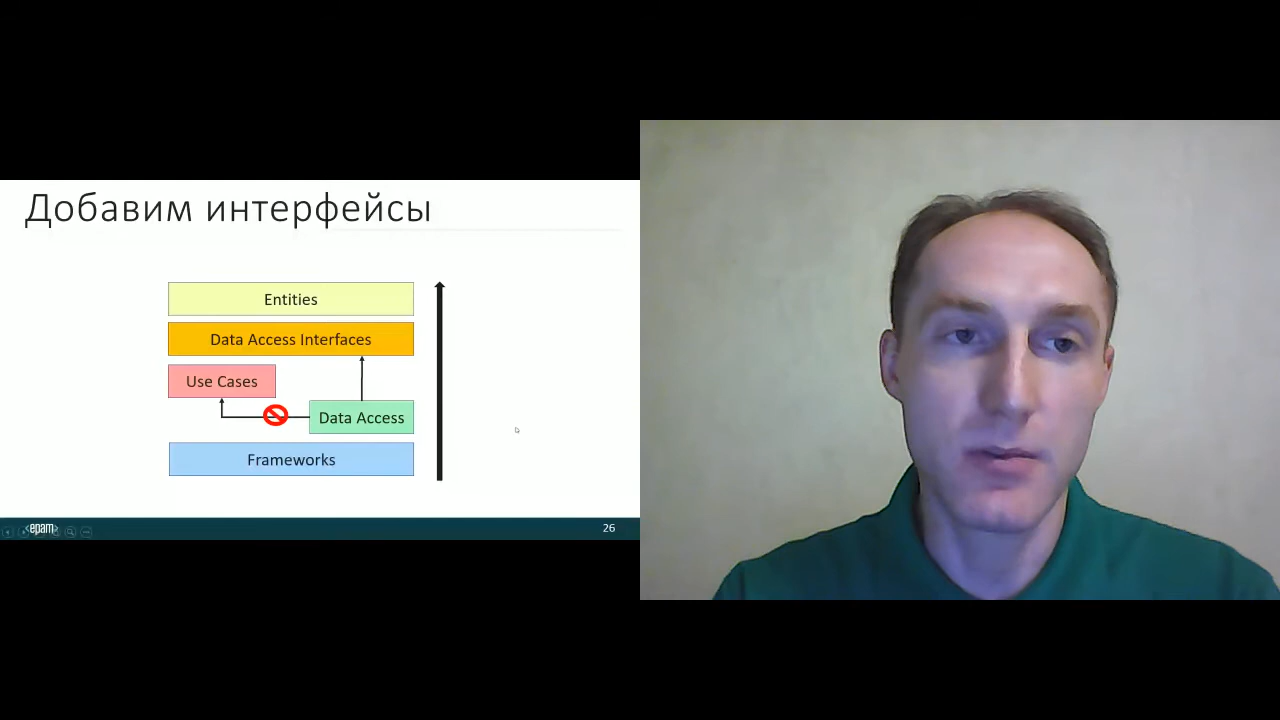 Добавим интерфейсы
Entities
Data Access Interfaces
Use Cases
Data Access
Frameworks
<epam>
26